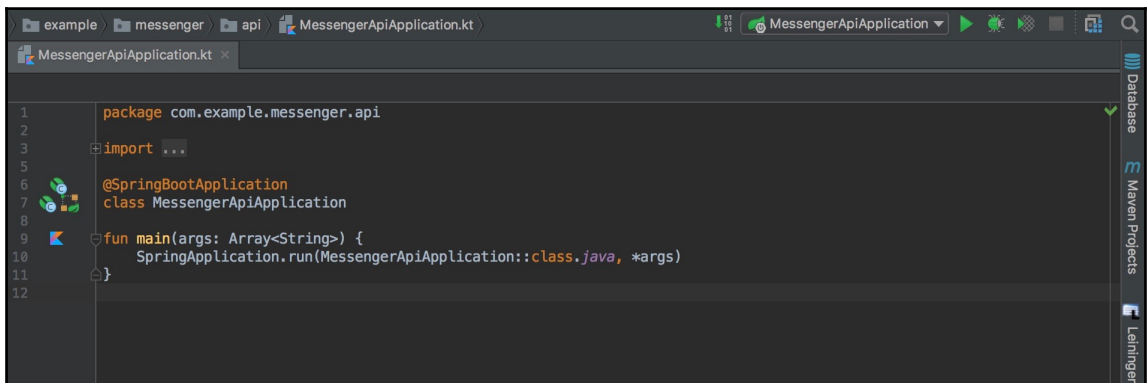 example messenger api MessengerApiApplication.kt MessengerApiApplication
MessengerApiApplication.kt
1 package com.example.messenger.api
2
3 import ...
5
6 @SpringBootApplication
7 class MessengerApiApplication
8
9 fun main(args: Array<String>) {
10 SpringApplication.run(MessengerApiApplication::class.java, *args)
11 }
12
Database
m Maven Projects
Leiningen